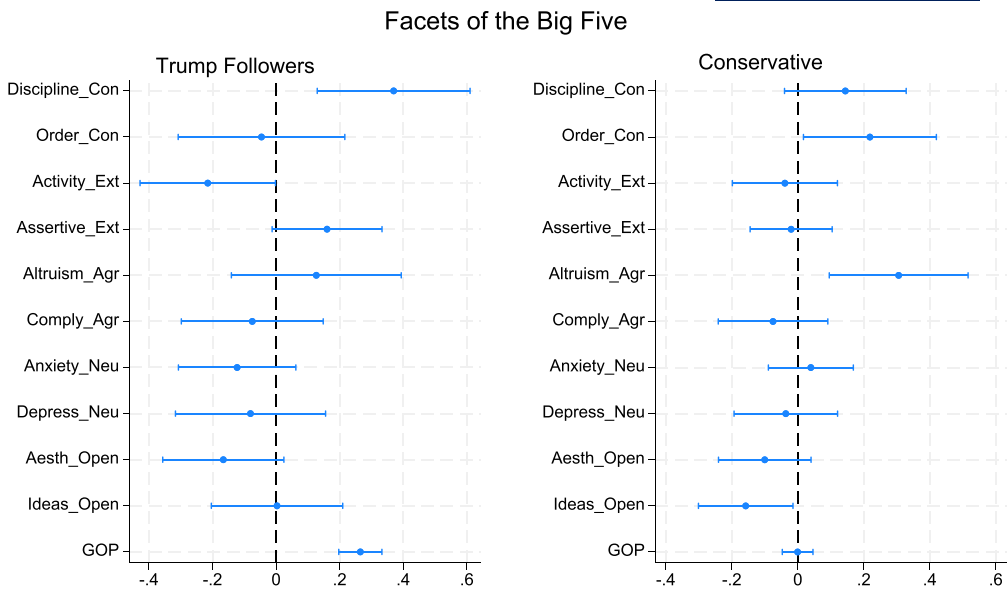 Facets of the Big Five
Trump Followers
Discipline_Con
Order_Con
Activity_Ext
Assertive_Ext
Altruism_Agr
Comply_Agr
Anxiety_Neu
Depress_Neu
Aesth_Open
Ideas_Open
GOP
-.4 -.2 0 .2 .4 .6
Conservative
Discipline_Con
Order_Con
Activity_Ext
Assertive_Ext
Altruism_Agr
Comply_Agr
Anxiety_Neu
Depress_Neu
Aesth_Open
Ideas_Open
GOP
-.4 -.2 0 .2 .4 .6